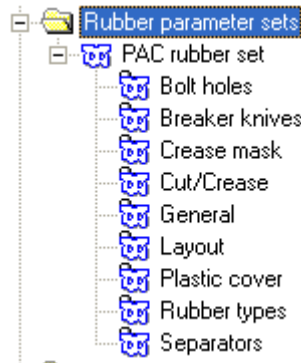 Rubber parameter sets
PAC rubber set
Bolt holes
Breaker knives
Crease mask
Cut/Crease
General
Layout
Plastic cover
Rubber types
Separators